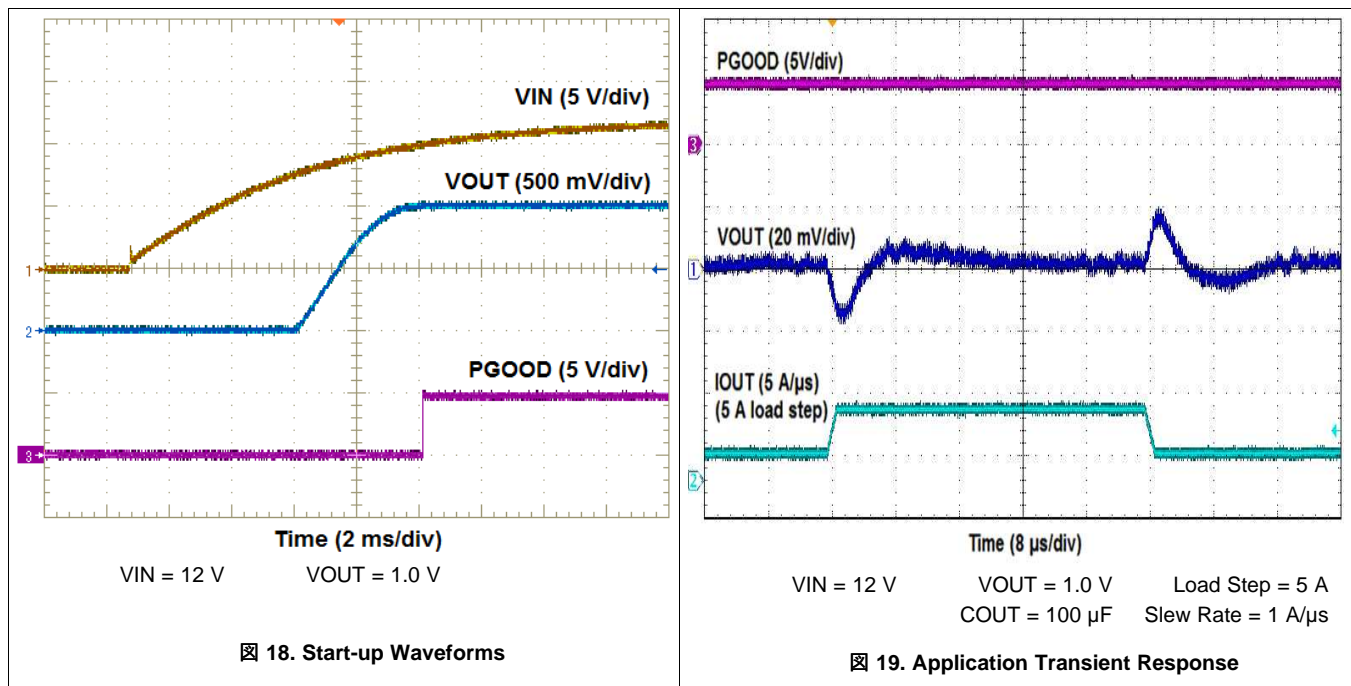 VIN (5 V/div)
VOUT (500 mV/div)
PGOOD (5 V/div)
1
2
3
Time (2 ms/div)
VIN = 12 V VOUT = 1.0 V
図 18. Start-up Waveforms
PGOOD (5V/div)
3
VOUT (20 mV/div)
1
IOUT (5 A/µs)
(5 A load step)
2
Time (8 µs/div)
VIN = 12 V VOUT = 1.0 V Load Step = 5 A
COUT = 100 µF Slew Rate = 1 A/µs
図 19. Application Transient Response